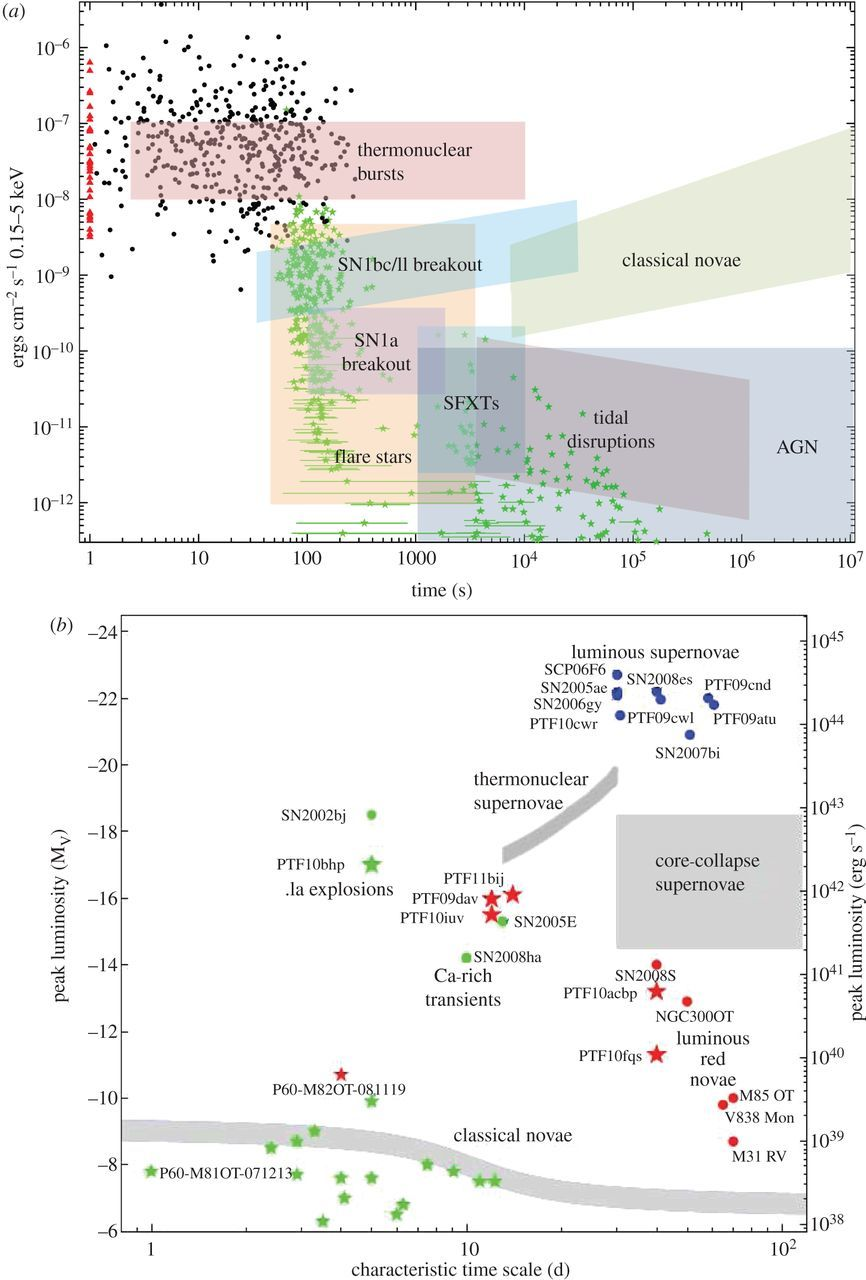 (a)
10⁻⁶
10⁻⁷
10⁻⁸
10⁻⁹
10⁻¹⁰
10⁻¹¹
10⁻¹²
ergs cm⁻² s⁻¹ 0.15–5 keV
thermonuclear
bursts
SN1bc/ll breakout
classical novae
SN1a
breakout
SFXTs
tidal
disruptions
AGN
flare stars
1
10
100
1000
10⁴
10⁵
10⁶
10⁷
time (s)
(b)
–24
–22
–20
–18
–16
–14
–12
–10
–8
–6
peak luminosity (M_V)
10⁴⁵
10⁴⁴
10⁴³
10⁴²
10⁴¹
10⁴⁰
10³⁹
10³⁸
peak luminosity (erg s⁻¹)
luminous supernovae
SCP06F6
SN2005ae
SN2008es
PTF09cnd
SN2006gy
PTF10cwr
PTF09cwl
PTF09atu
SN2007bi
thermonuclear
supernovae
SN2002bj
PTF10bhp
.la explosions
core-collapse
supernovae
PTF11bij
PTF09dav
PTF10iuv
SN2005E
SN2008ha
Ca-rich
transients
SN2008S
PTF10acbp
NGC300OT
luminous
red
novae
PTF10fqs
P60-M82OT-081119
M85 OT
V838 Mon
M31 RV
classical novae
P60-M81OT-071213
1
10
10²
characteristic time scale (d)